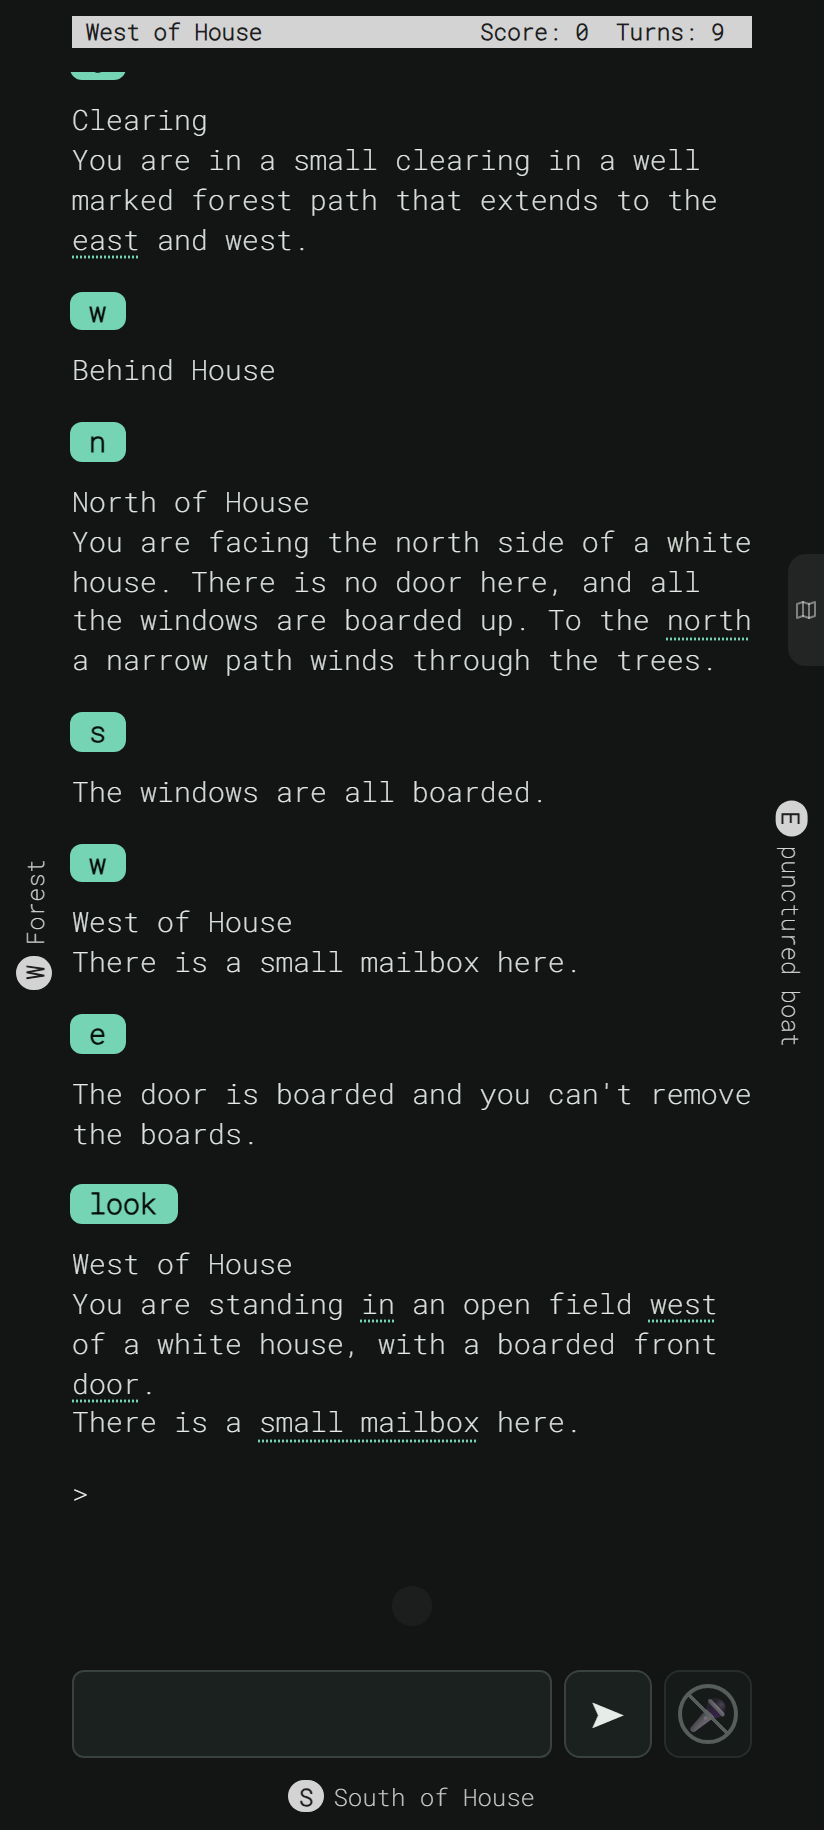 West of House Score: 0 Turns: 9
Clearing
You are in a small clearing in a well
marked forest path that extends to the
east and west.
w
Behind House
n
North of House
You are facing the north side of a white
house. There is no door here, and all
the windows are boarded up. To the north
a narrow path winds through the trees.
s
The windows are all boarded.
w
West of House
There is a small mailbox here.
e
The door is boarded and you can't remove
the boards.
look
West of House
You are standing in an open field west
of a white house, with a boarded front
door.
There is a small mailbox here.
>
W Forest
E punctured boat
S South of House